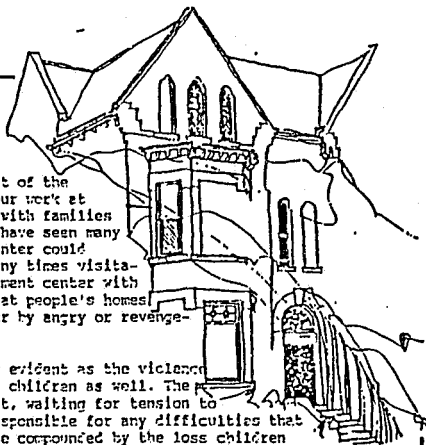 t of the
our work at
with families
have seen many
nter could
ny times visita-
ment center with
at people's homes
r by angry or revenge-
evident as the violence
children as well. The
t, waiting for tension to
sponsible for any difficulties that
e compounded by the loss children